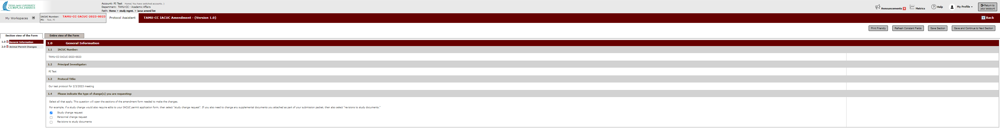 TEXAS A&M UNIVERSITY
CORPUS CHRISTI
Account: PI Test Home( You have switched accounts. )
Department: TAMU-CC - Academic Affairs
Path: Home > study mgmt. > iacuc amend list
Announcements 6 Metrics Help My Profile Return to your account
My Workspaces
IACUC Number: TAMU-CC-IACUC-2023-0023
PI: Test, PI
Protocol Assistant
TAMU-CC IACUC Amendment - (Version 1.0)
Back
Print Friendly Refresh Constant Fields Save Section Save and Continue to Next Section
Section view of the Form Entire view of the Form
1.0 General Information
2.0 Animal Permit Changes
1.0 General Information
1.1 IACUC Number:
TAMU-CC-IACUC-2023-0023
1.2 Principal Investigator:
PI Test
1.3 Protocol Title:
Our test protocol for 2/3/2023 meeting
1.4 Please indicate the type of change(s) you are requesting:
Select all that apply. This question will open the sections of the amendment form needed to make the changes.
For example, if a study change would also require edits to your IACUC permit application form, then select "study change request". If you also need to change any supplemental documents you attached as part of your submission packet, then also select "revisions to study documents."
Study change request
Personnel change request
Revisions to study documents